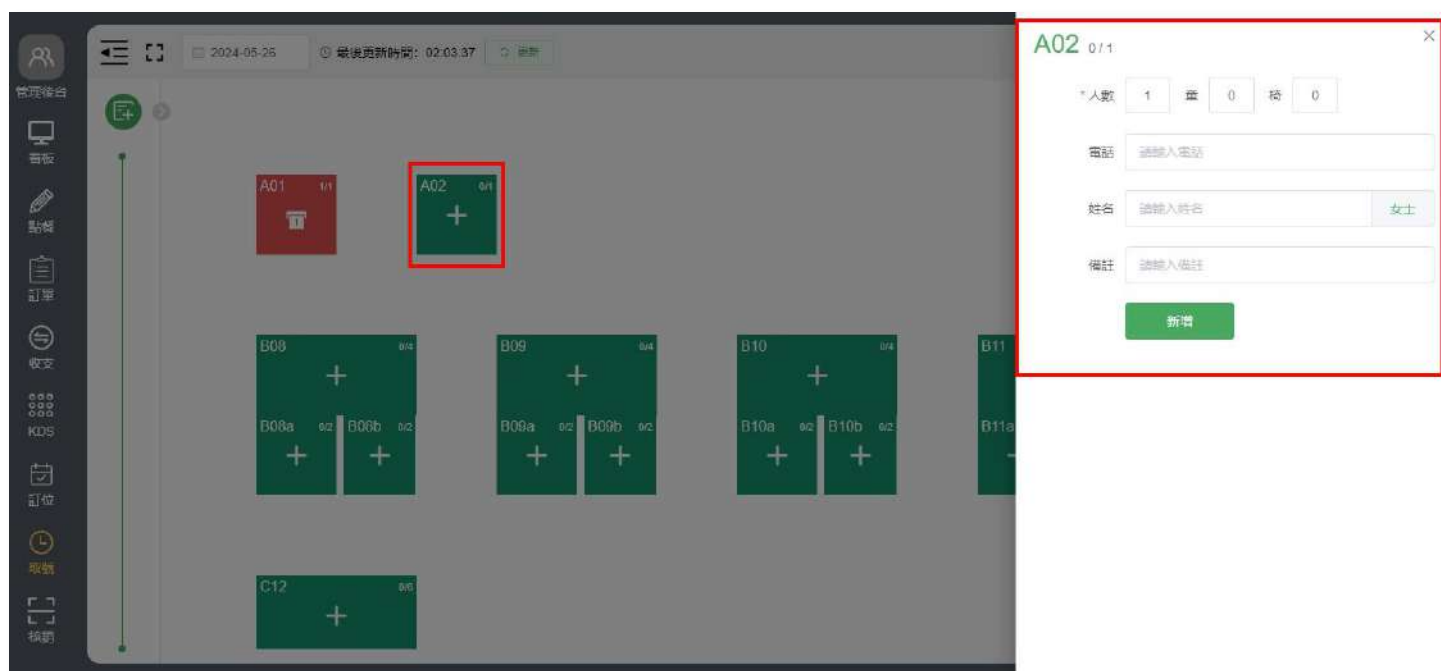 管理後台
看板
點餐
訂單
收支
KDS
訂位
取號
核銷
2024-05-26
最後更新時間: 02:03:37
更新
A01 1/1
A02 0/1
B08 0/4
B09 0/4
B10 0/4
B11
B08a 0/2
B08b 0/2
B09a 0/2
B09b 0/2
B10a 0/2
B10b 0/2
B11a
C12 0/6
A02 0/1
*人數 1 童 0 椅 0
電話 請輸入電話
姓名 請輸入姓名 女士
備註 請輸入備註
新增